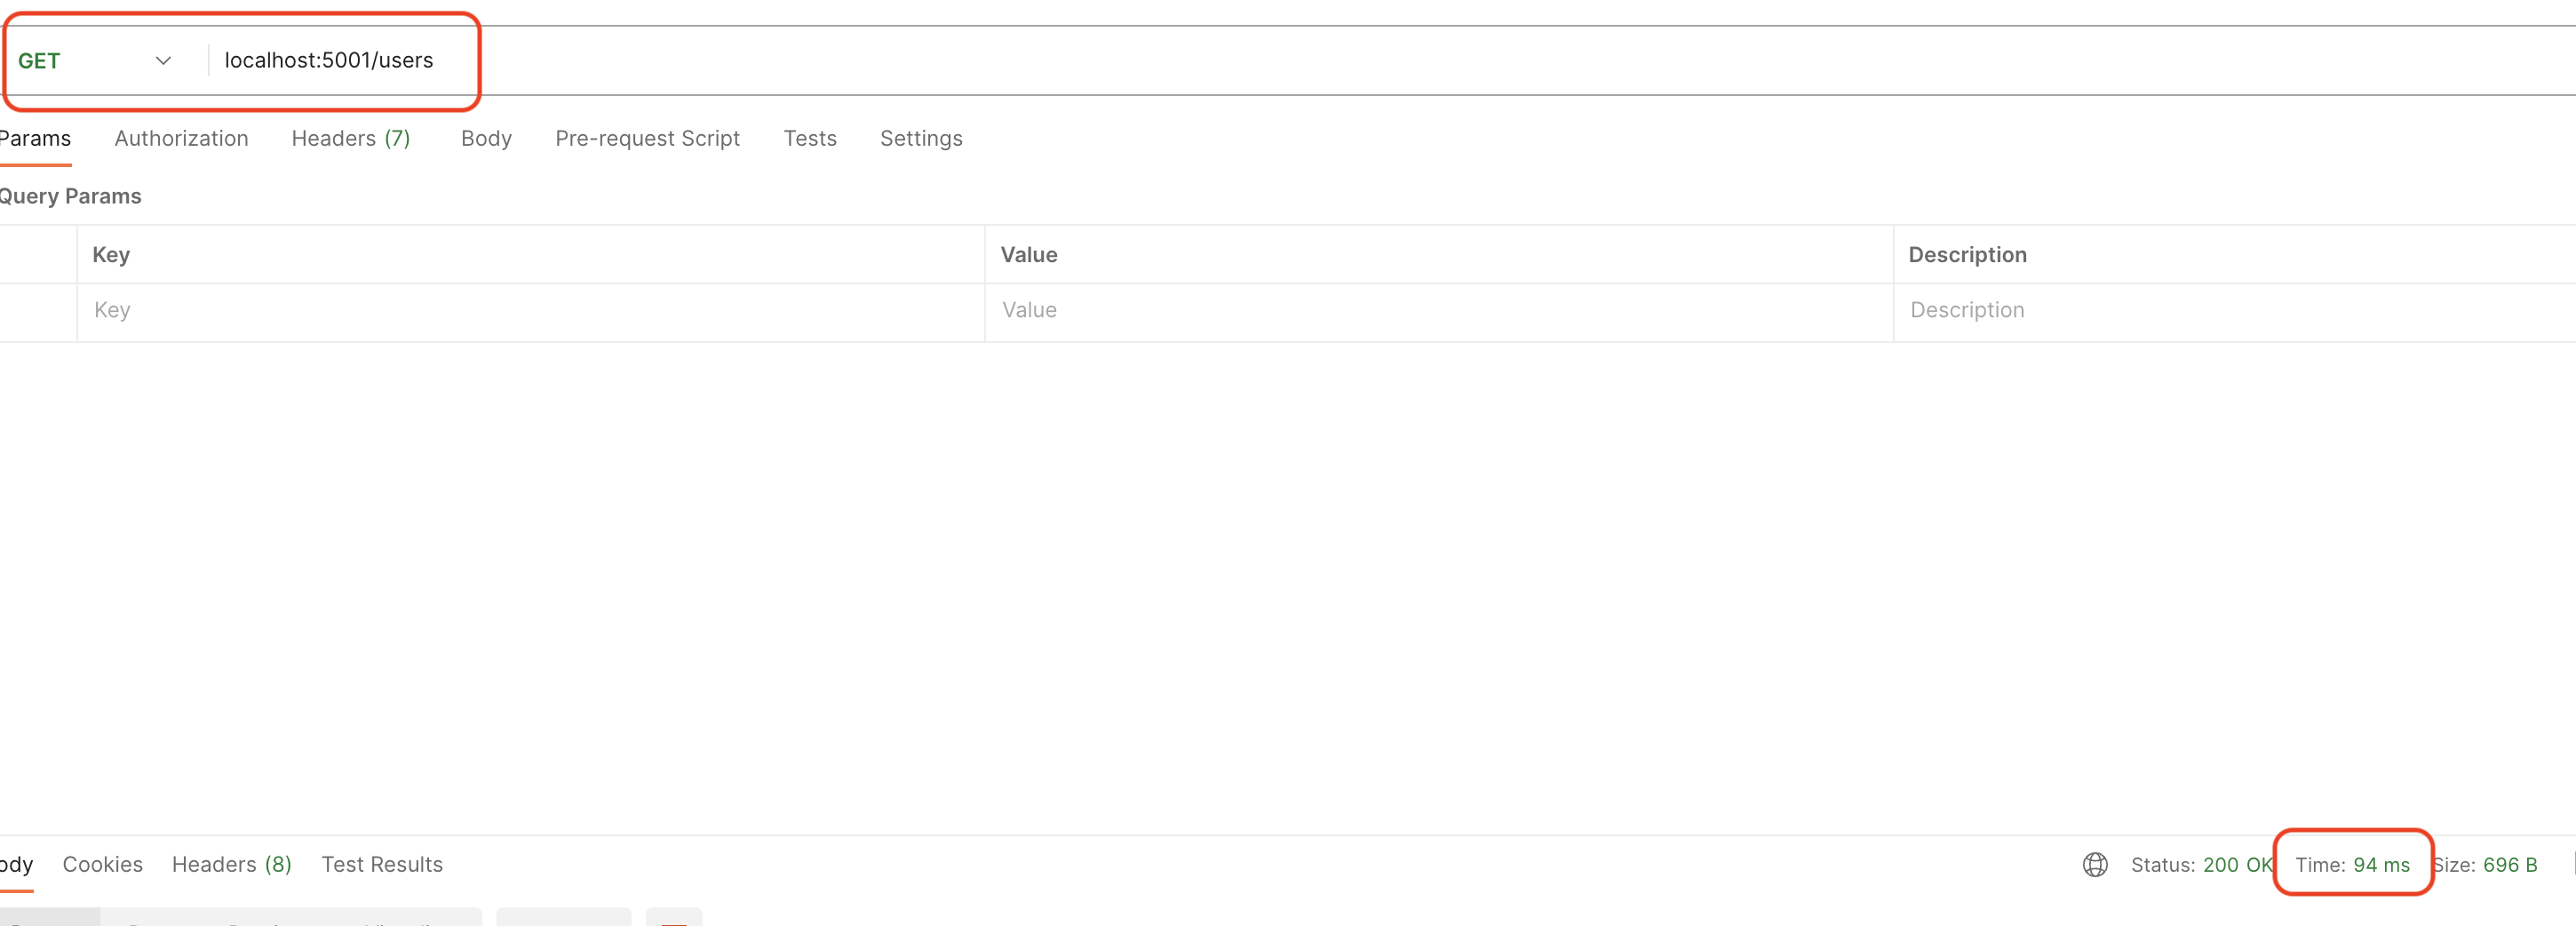 GET localhost:5001/users
Params Authorization Headers (7) Body Pre-request Script Tests Settings
Query Params
Key Value Description
Key Value Description
ody Cookies Headers (8) Test Results Status: 200 OK Time: 94 ms Size: 696 B